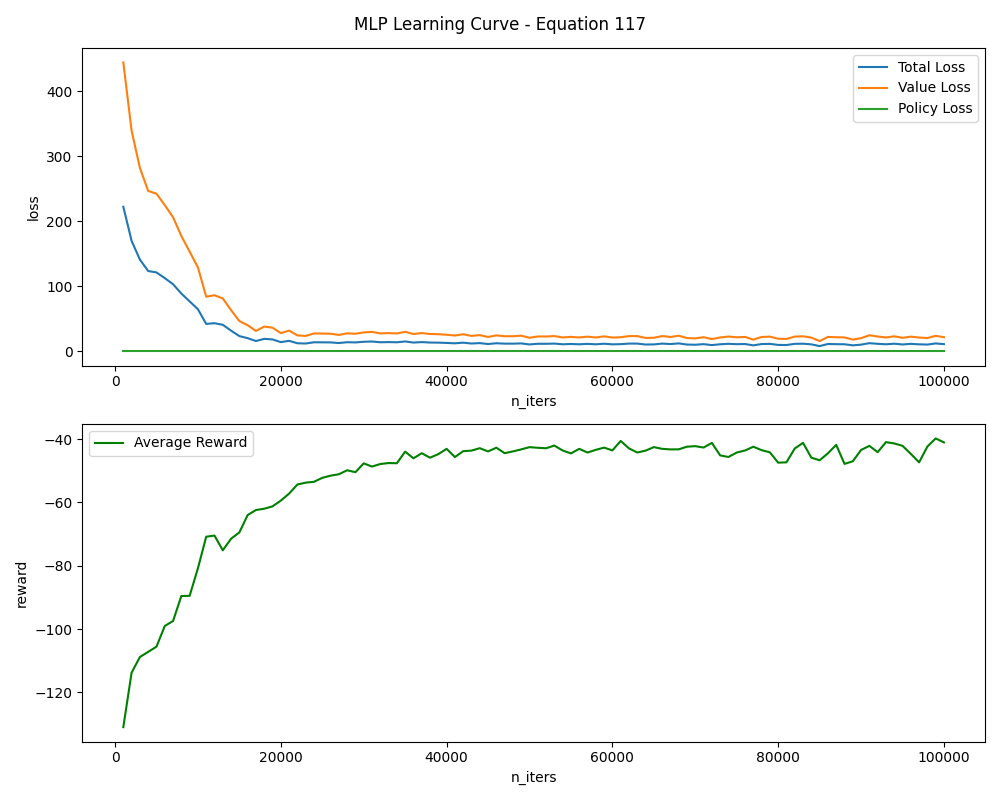 MLP Learning Curve - Equation 117
Total Loss
Value Loss
Policy Loss
loss
400
300
200
100
0
0 20000 40000 60000 80000 100000
n_iters
Average Reward
reward
−40
−60
−80
−100
−120
0 20000 40000 60000 80000 100000
n_iters